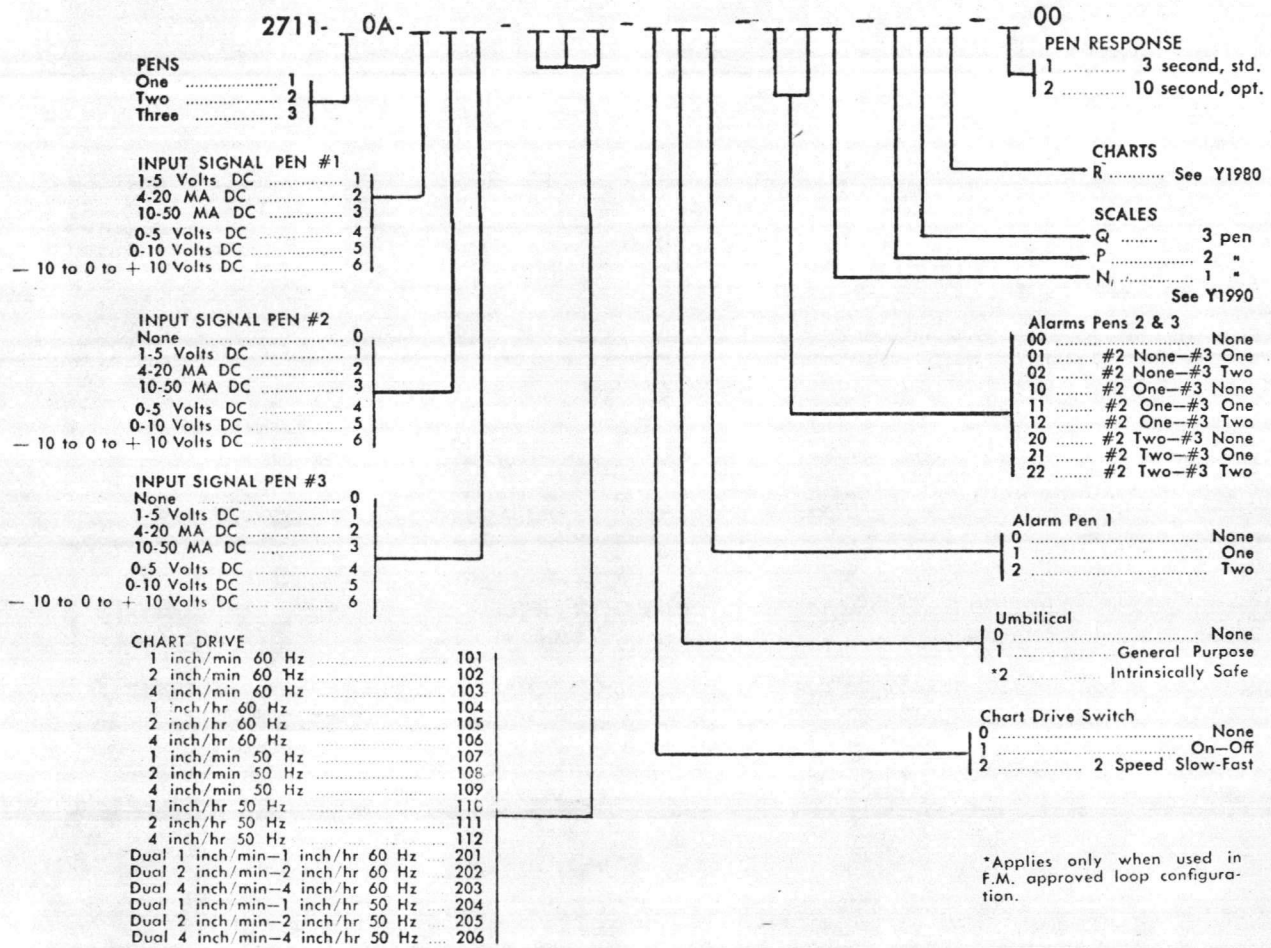 2711- 0A- - - - - - 00
PENS
One 1
Two 2
Three 3
INPUT SIGNAL PEN #1
1-5 Volts DC 1
4-20 MA DC 2
10-50 MA DC 3
0-5 Volts DC 4
0-10 Volts DC 5
— 10 to 0 to + 10 Volts DC 6
INPUT SIGNAL PEN #2
None 0
1-5 Volts DC 1
4-20 MA DC 2
10-50 MA DC 3
0-5 Volts DC 4
0-10 Volts DC 5
— 10 to 0 to + 10 Volts DC 6
INPUT SIGNAL PEN #3
None 0
1-5 Volts DC 1
4-20 MA DC 2
10-50 MA DC 3
0-5 Volts DC 4
0-10 Volts DC 5
— 10 to 0 to + 10 Volts DC 6
CHART DRIVE
1 inch/min 60 Hz 101
2 inch/min 60 Hz 102
4 inch/min 60 Hz 103
1 nch/hr 60 Hz 104
2 inch/hr 60 Hz 105
4 inch/hr 60 Hz 106
1 inch/min 50 Hz 107
2 inch/min 50 Hz 108
4 inch/min 50 Hz 109
1 inch/hr 50 Hz 110
2 inch/hr 50 Hz 111
4 inch/hr 50 Hz 112
Dual 1 inch/min—1 inch/hr 60 Hz 201
Dual 2 inch/min—2 inch/hr 60 Hz 202
Dual 4 inch/min—4 inch/hr 60 Hz 203
Dual 1 inch/min—1 inch/hr 50 Hz 204
Dual 2 inch/min—2 inch/hr 50 Hz 205
Dual 4 inch/min—4 inch/hr 50 Hz 206
PEN RESPONSE
1 3 second, std.
2 10 second, opt.
CHARTS
R See Y1980
SCALES
Q 3 pen
P 2 "
N 1 "
See Y1990
Alarms Pens 2 & 3
00 None
01 #2 None—#3 One
02 #2 None—#3 Two
10 #2 One—#3 None
11 #2 One—#3 One
12 #2 One—#3 Two
20 #2 Two—#3 None
21 #2 Two—#3 One
22 #2 Two—#3 Two
Alarm Pen 1
0 None
1 One
2 Two
Umbilical
0 None
1 General Purpose
*2 Intrinsically Safe
Chart Drive Switch
0 None
1 On—Off
2 2 Speed Slow-Fast
*Applies only when used in
F.M. approved loop configura-
tion.